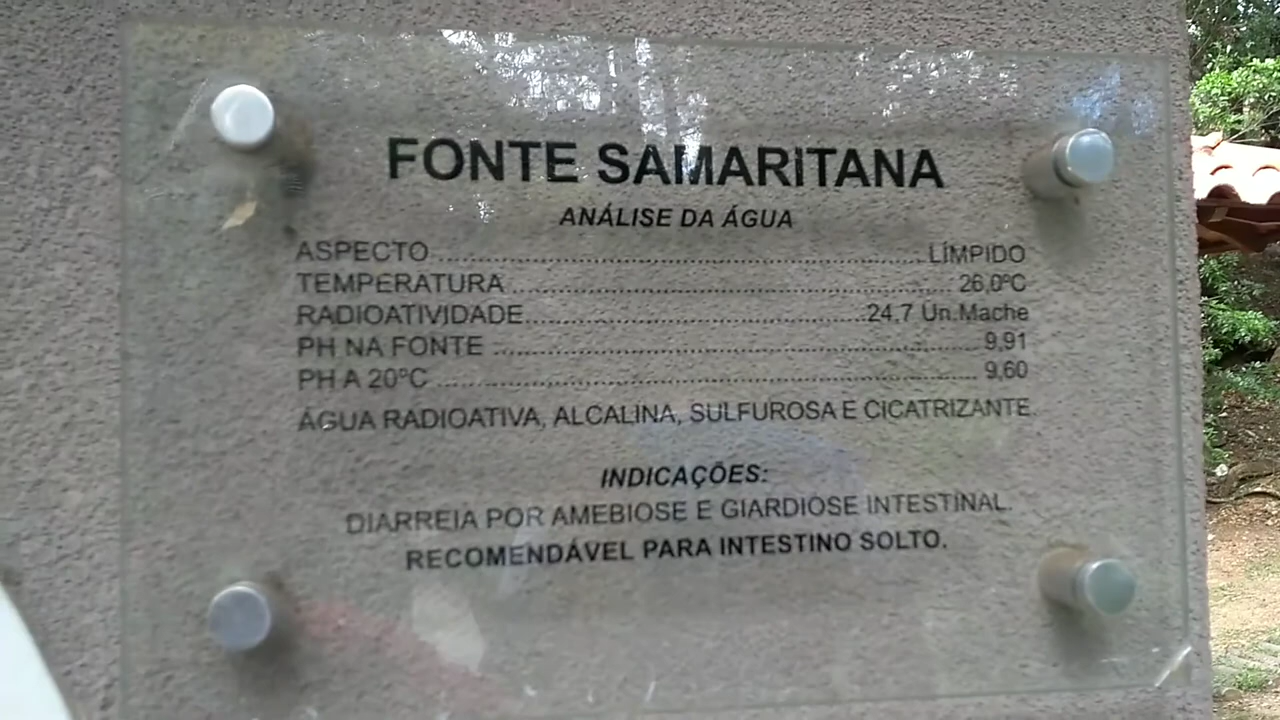 FONTE SAMARITANA
ANÁLISE DA ÁGUA
ASPECTO ........................ LÍMPIDO
TEMPERATURA ........................ 26,0ºC
RADIOATIVIDADE ........................ 24,7 Un.Mache
PH NA FONTE ........................ 9,91
PH A 20ºC ........................ 9,60
ÁGUA RADIOATIVA, ALCALINA, SULFUROSA E CICATRIZANTE.
INDICAÇÕES:
DIARREIA POR AMEBIOSE E GIARDIOSE INTESTINAL.
RECOMENDÁVEL PARA INTESTINO SOLTO.